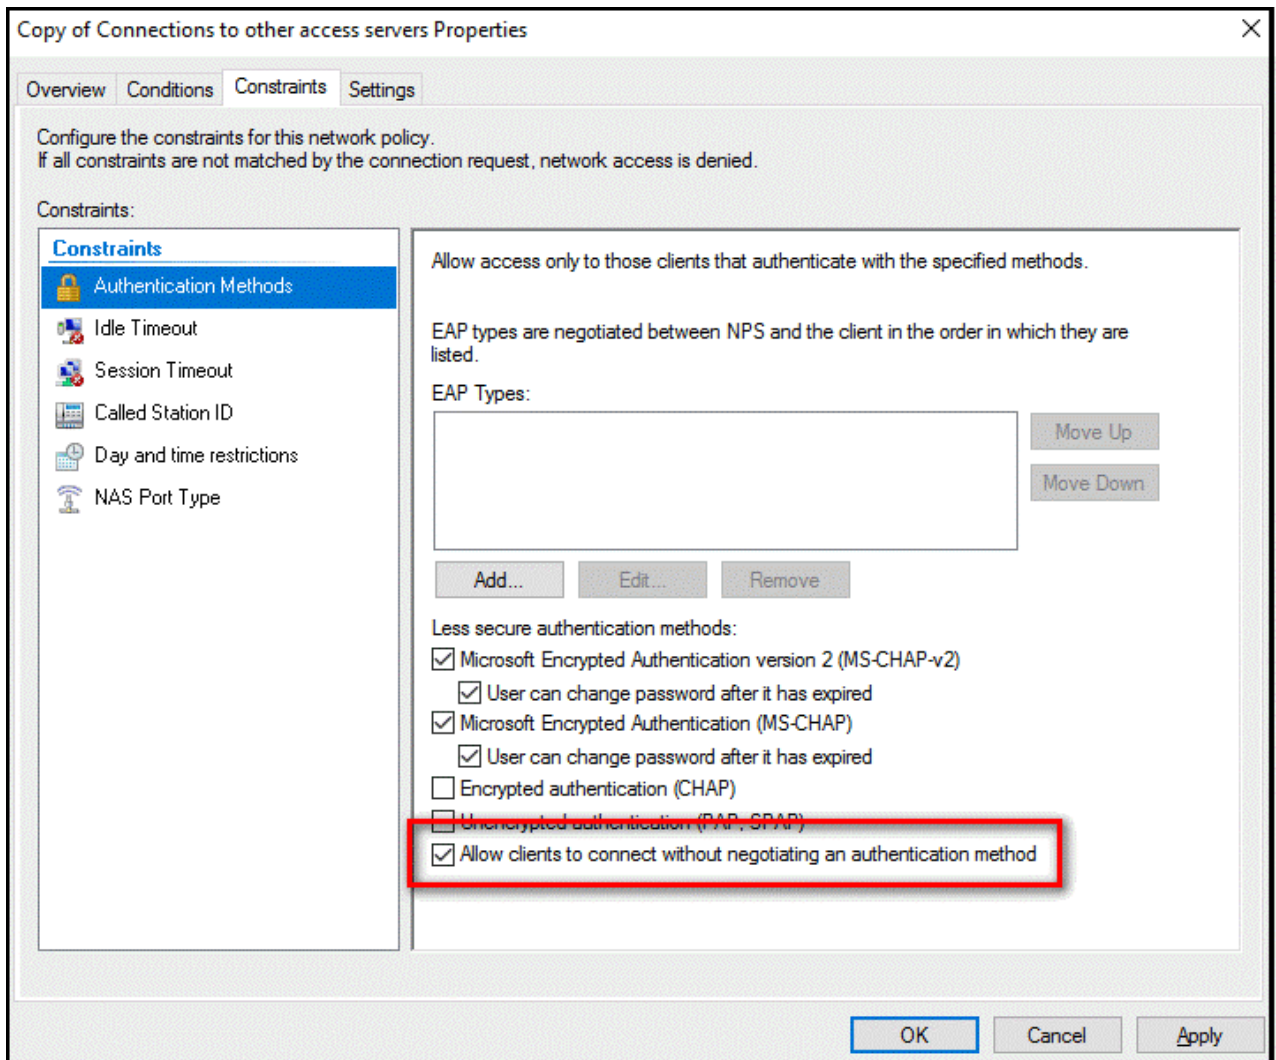 Copy of Connections to other access servers Properties
Overview
Conditions
Constraints
Settings
Configure the constraints for this network policy.
If all constraints are not matched by the connection request, network access is denied.
Constraints:
Constraints
Authentication Methods
Idle Timeout
Session Timeout
Called Station ID
Day and time restrictions
NAS Port Type
Allow access only to those clients that authenticate with the specified methods.
EAP types are negotiated between NPS and the client in the order in which they are
listed.
EAP Types:
Move Up
Move Down
Add...
Edit...
Remove
Less secure authentication methods:
Microsoft Encrypted Authentication version 2 (MS-CHAP-v2)
User can change password after it has expired
Microsoft Encrypted Authentication (MS-CHAP)
User can change password after it has expired
Encrypted authentication (CHAP)
Unencrypted authentication (PAP, SPAP)
Allow clients to connect without negotiating an authentication method
OK
Cancel
Apply